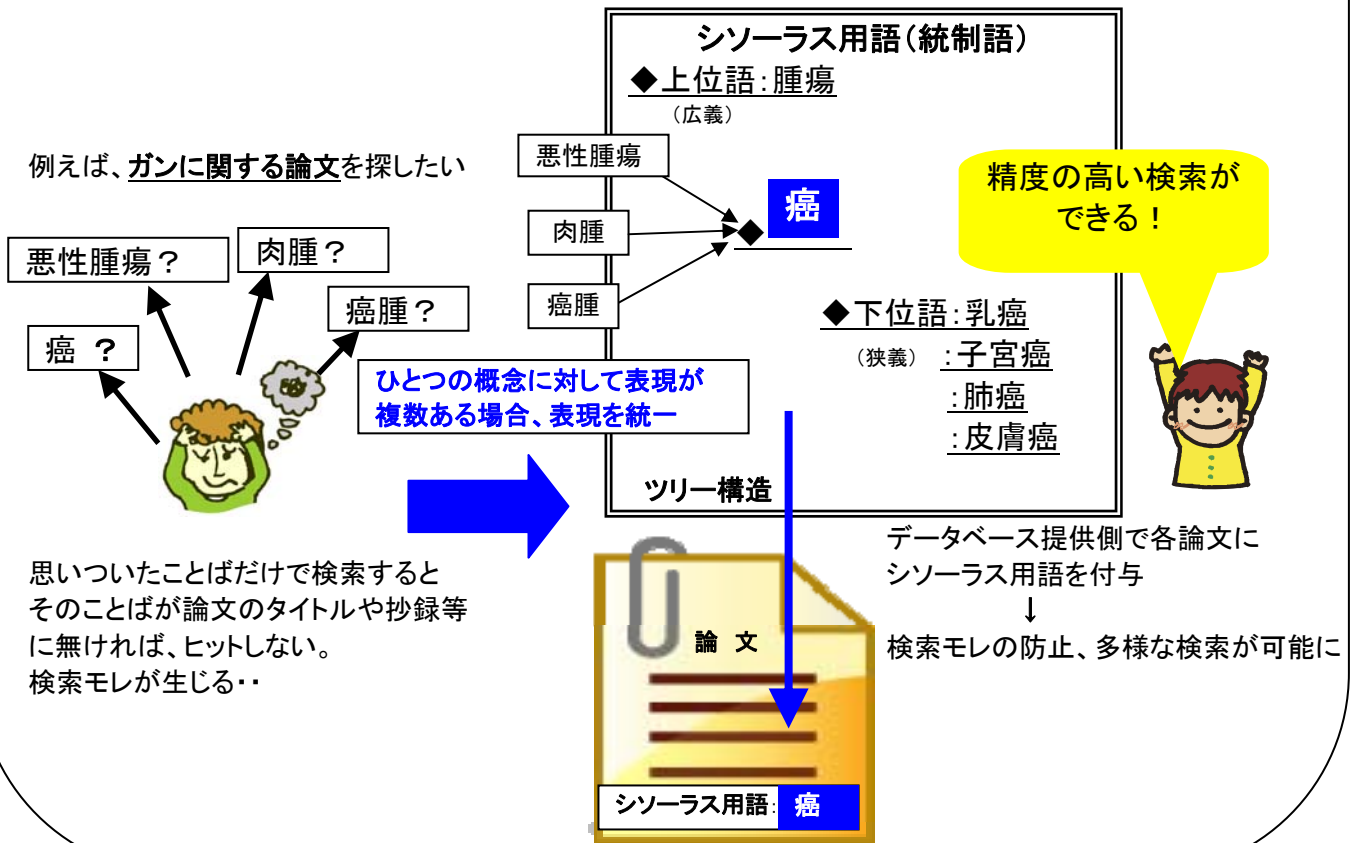 例えば、ガンに関する論文を探したい
悪性腫瘍？
肉腫？
癌腫？
癌 ？
思いついたことばだけで検索すると
そのことばが論文のタイトルや抄録等
に無ければ、ヒットしない。
検索モレが生じる・・
シソーラス用語（統制語）
◆上位語：腫瘍
（広義）
悪性腫瘍
肉腫
癌腫
◆ 癌
◆下位語：乳癌
（狭義） ：子宮癌
：肺癌
：皮膚癌
ツリー構造
ひとつの概念に対して表現が
複数ある場合、表現を統一
精度の高い検索が
できる！
論 文
シソーラス用語： 癌
データベース提供側で各論文に
シソーラス用語を付与
↓
検索モレの防止、多様な検索が可能に